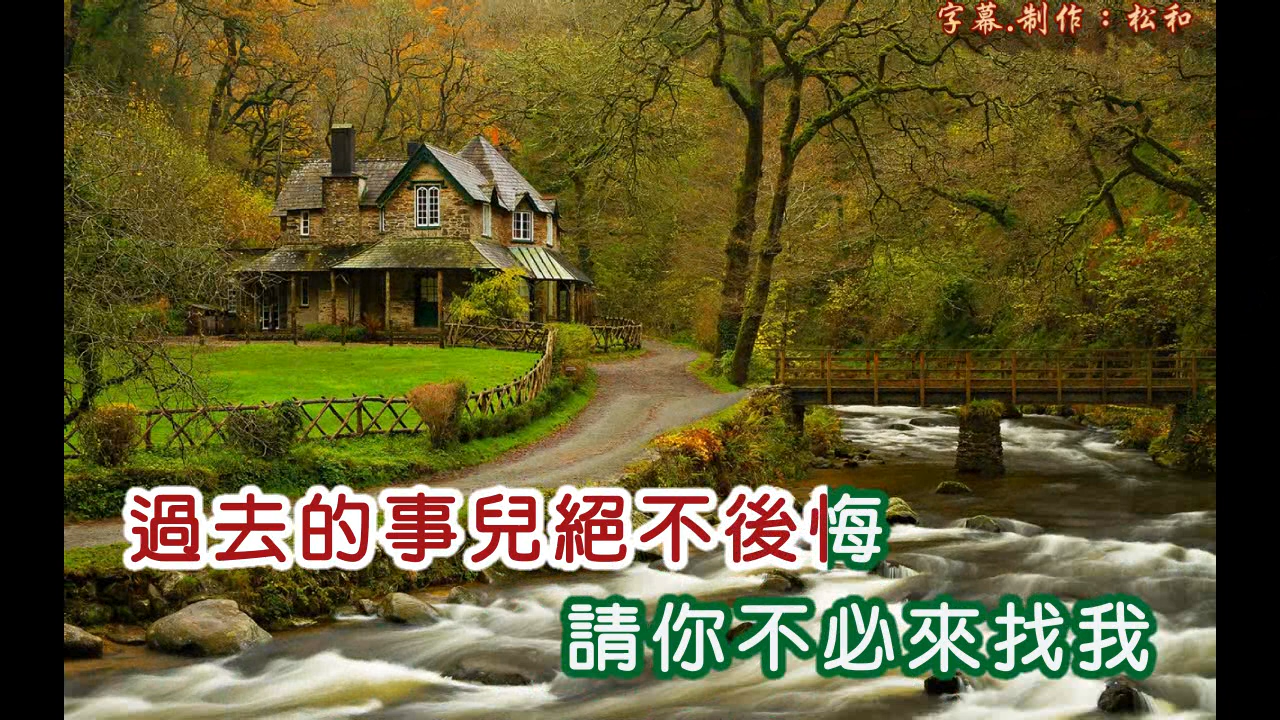 字幕.制作：松和
過去的事兒絕不後悔
請你不必來找我